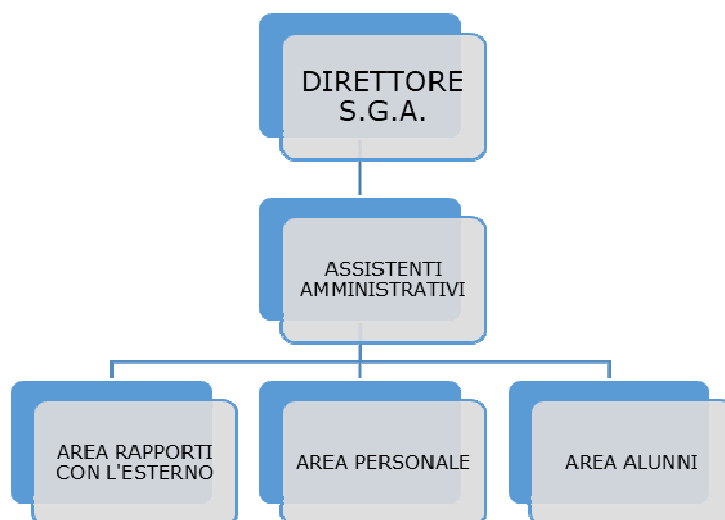 DIRETTORE
S.G.A.
ASSISTENTI
AMMINISTRATIVI
AREA RAPPORTI
CON L'ESTERNO
AREA PERSONALE
AREA ALUNNI